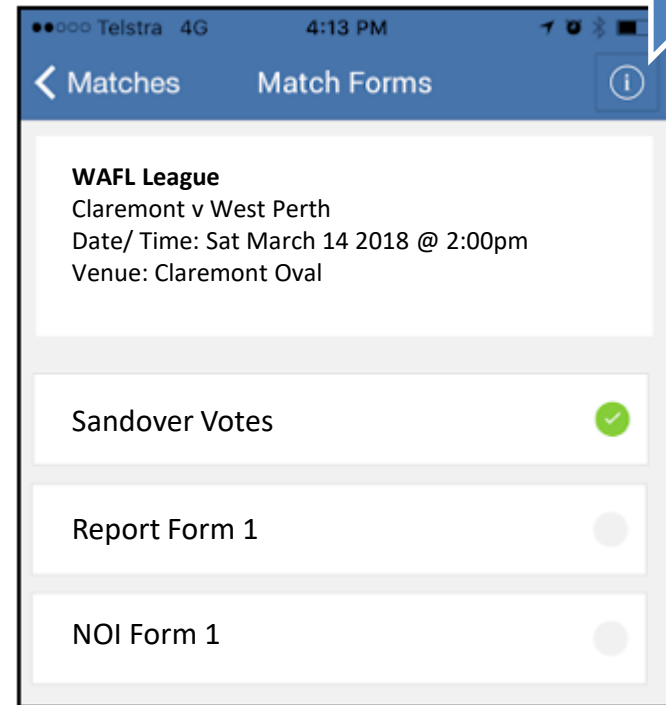 Telstra 4G 4:13 PM
Matches Match Forms
WAFL League
Claremont v West Perth
Date/ Time: Sat March 14 2018 @ 2:00pm
Venue: Claremont Oval
Sandover Votes
Report Form 1
NOI Form 1